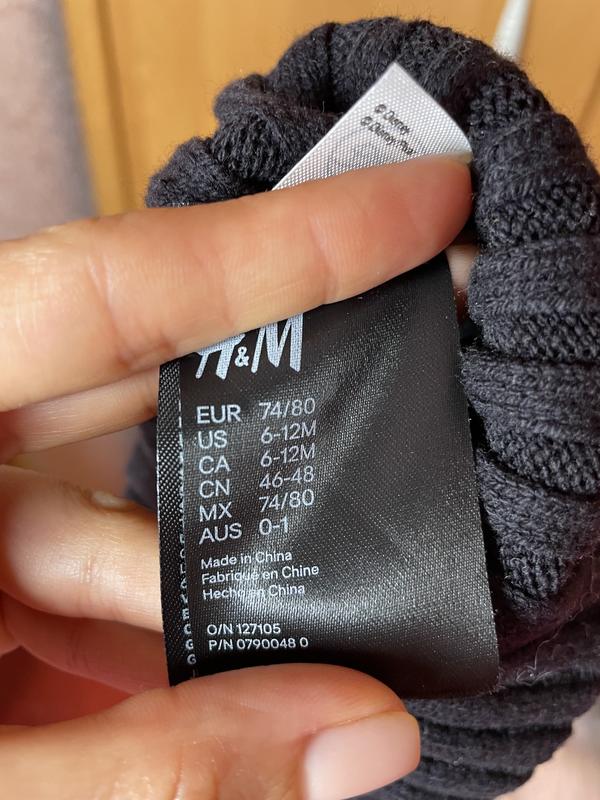 © Disney
H&M
EUR 74/80
US 6-12M
CA 6-12M
CN 46-48
MX 74/80
AUS 0-1
Made in China
Fabriqué en Chine
Hecho en China
O/N 127105
P/N 0790048 0